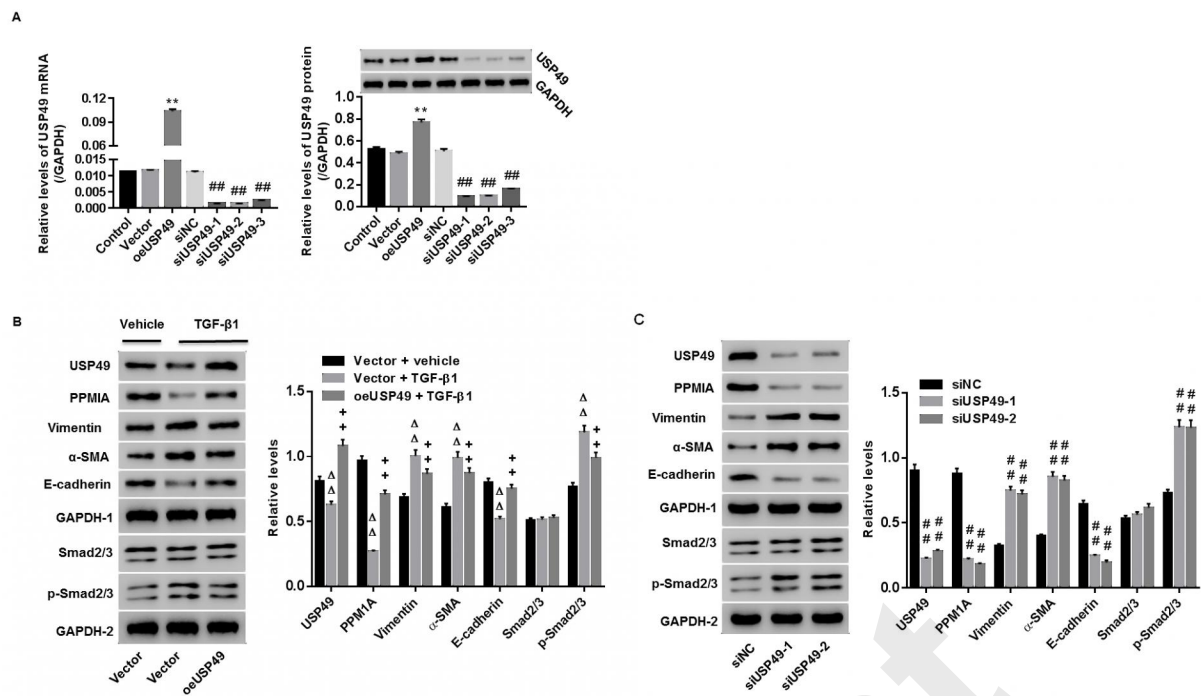 A
Relative levels of USP49 mRNA
(/GAPDH)
0.12
0.09
0.06
0.015
0.010
0.005
0.000
**
##
##
##
Control
Vector
oeUSP49
siNC
siUSP49-1
siUSP49-2
siUSP49-3
USP49
GAPDH
Relative levels of USP49 protein
(/GAPDH)
1.0
0.8
0.6
0.4
0.2
0.0
**
##
##
##
Control
Vector
oeUSP49
siNC
siUSP49-1
siUSP49-2
siUSP49-3
B
Vehicle
TGF-β1
USP49
PPMIA
Vimentin
α-SMA
E-cadherin
GAPDH-1
Smad2/3
p-Smad2/3
GAPDH-2
Vector
Vector
oeUSP49
Vector + vehicle
Vector + TGF-β1
oeUSP49 + TGF-β1
Relative levels
1.5
1.0
0.5
0.0
ΔΔ
++
ΔΔ
++
ΔΔ
++
ΔΔ
++
ΔΔ
++
ΔΔ
++
USP49
PPM1A
Vimentin
α-SMA
E-cadherin
Smad2/3
p-Smad2/3
C
USP49
PPMIA
Vimentin
α-SMA
E-cadherin
GAPDH-1
Smad2/3
p-Smad2/3
GAPDH-2
siNC
siUSP49-1
siUSP49-2
siNC
siUSP49-1
siUSP49-2
Relative levels
1.5
1.0
0.5
0.0
##
##
##
##
##
##
##
##
##
##
##
##
USP49
PPM1A
Vimentin
α-SMA
E-cadherin
Smad2/3
p-Smad2/3